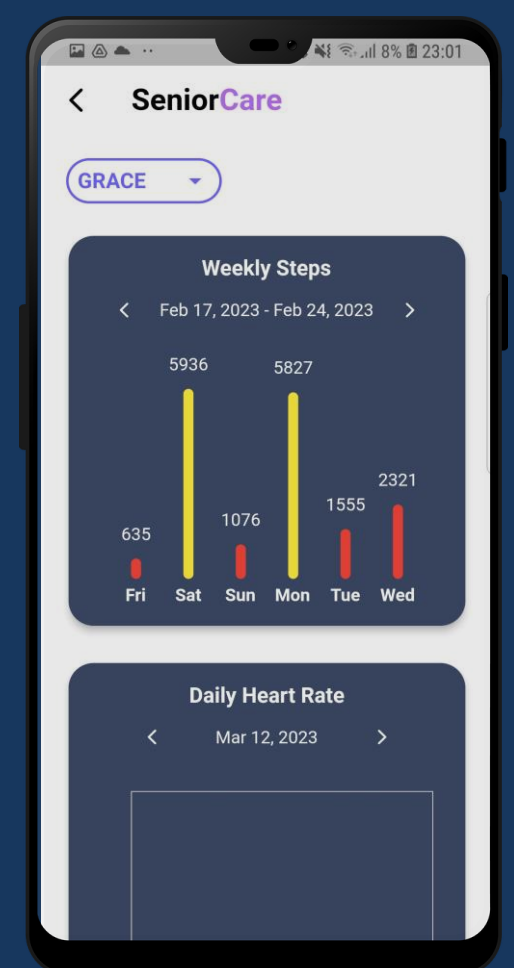 8% 23:01
SeniorCare
GRACE
Weekly Steps
Feb 17, 2023 - Feb 24, 2023
5936
5827
2321
1555
1076
635
Fri Sat Sun Mon Tue Wed
Daily Heart Rate
Mar 12, 2023